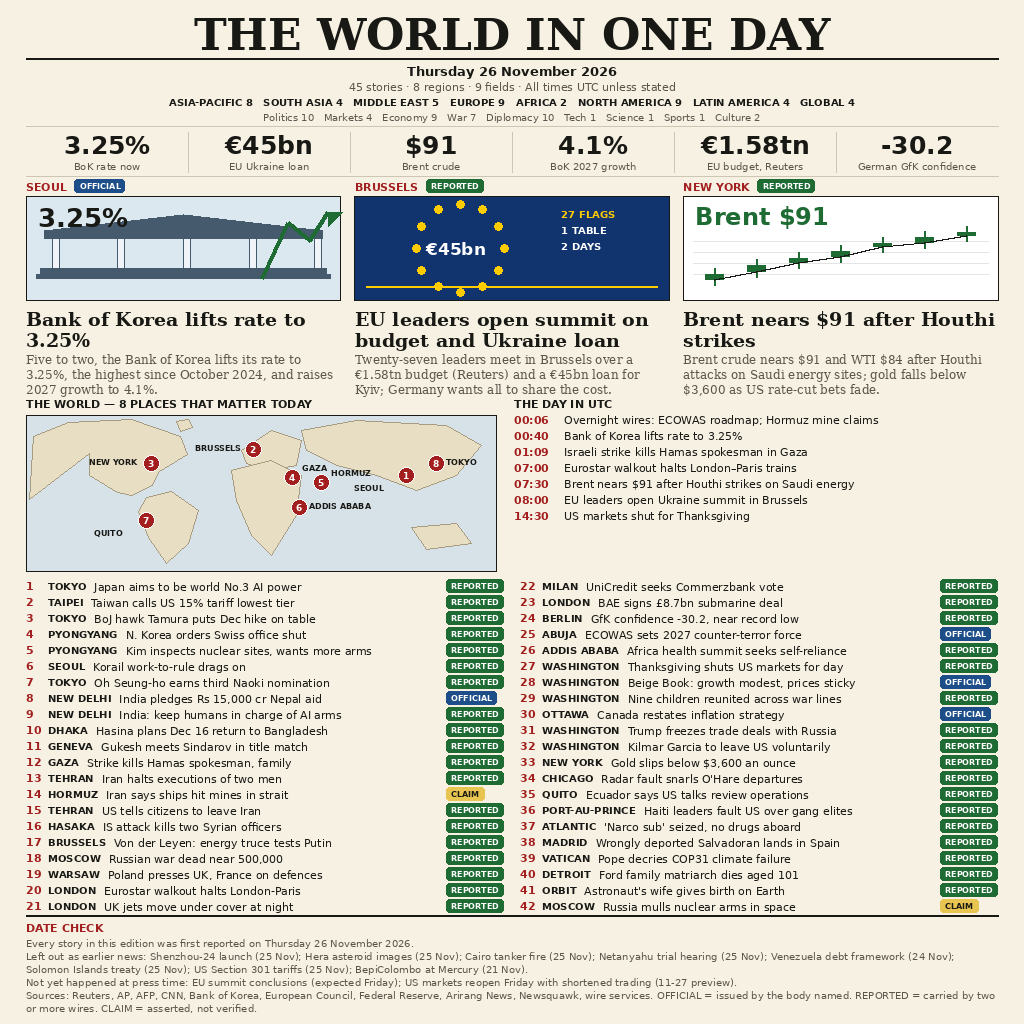 THE WORLD IN ONE DAY
Thursday 26 November 2026
45 stories · 8 regions · 9 fields · All times UTC unless stated
ASIA-PACIFIC 8 SOUTH ASIA 4 MIDDLE EAST 5 EUROPE 9 AFRICA 2 NORTH AMERICA 9 LATIN AMERICA 4 GLOBAL 4
Politics 10 Markets 4 Economy 9 War 7 Diplomacy 10 Tech 1 Science 1 Sports 1 Culture 2
3.25%
BoK rate now
€45bn
EU Ukraine loan
$91
Brent crude
4.1%
BoK 2027 growth
€1.58tn
EU budget, Reuters
-30.2
German GfK confidence
SEOUL OFFICIAL
3.25%
Bank of Korea lifts rate to
3.25%
Five to two, the Bank of Korea lifts its rate to
3.25%, the highest since October 2024, and raises
2027 growth to 4.1%.
BRUSSELS REPORTED
€45bn
27 FLAGS
1 TABLE
2 DAYS
EU leaders open summit on
budget and Ukraine loan
Twenty-seven leaders meet in Brussels over a
€1.58tn budget (Reuters) and a €45bn loan for
Kyiv; Germany wants all to share the cost.
NEW YORK REPORTED
Brent $91
Brent nears $91 after Houthi
strikes
Brent crude nears $91 and WTI $84 after Houthi
attacks on Saudi energy sites; gold falls below
$3,600 as US rate-cut bets fade.
THE WORLD — 8 PLACES THAT MATTER TODAY
BRUSSELS 2
NEW YORK 3
8 TOKYO
GAZA
4
HORMUZ
5
1
SEOUL
6 ADDIS ABABA
7
QUITO
THE DAY IN UTC
00:06 Overnight wires: ECOWAS roadmap; Hormuz mine claims
00:40 Bank of Korea lifts rate to 3.25%
01:09 Israeli strike kills Hamas spokesman in Gaza
07:00 Eurostar walkout halts London–Paris trains
07:30 Brent nears $91 after Houthi strikes on Saudi energy
08:00 EU leaders open Ukraine summit in Brussels
14:30 US markets shut for Thanksgiving
1 TOKYO Japan aims to be world No.3 AI power REPORTED
2 TAIPEI Taiwan calls US 15% tariff lowest tier REPORTED
3 TOKYO BoJ hawk Tamura puts Dec hike on table REPORTED
4 PYONGYANG N. Korea orders Swiss office shut REPORTED
5 PYONGYANG Kim inspects nuclear sites, wants more arms REPORTED
6 SEOUL Korail work-to-rule drags on REPORTED
7 TOKYO Oh Seung-ho earns third Naoki nomination REPORTED
8 NEW DELHI India pledges Rs 15,000 cr Nepal aid OFFICIAL
9 NEW DELHI India: keep humans in charge of AI arms REPORTED
10 DHAKA Hasina plans Dec 16 return to Bangladesh REPORTED
11 GENEVA Gukesh meets Sindarov in title match REPORTED
12 GAZA Strike kills Hamas spokesman, family REPORTED
13 TEHRAN Iran halts executions of two men REPORTED
14 HORMUZ Iran says ships hit mines in strait CLAIM
15 TEHRAN US tells citizens to leave Iran REPORTED
16 HASAKA IS attack kills two Syrian officers REPORTED
17 BRUSSELS Von der Leyen: energy truce tests Putin REPORTED
18 MOSCOW Russian war dead near 500,000 REPORTED
19 WARSAW Poland presses UK, France on defences REPORTED
20 LONDON Eurostar walkout halts London-Paris REPORTED
21 LONDON UK jets move under cover at night REPORTED
22 MILAN UniCredit seeks Commerzbank vote REPORTED
23 LONDON BAE signs £8.7bn submarine deal REPORTED
24 BERLIN GfK confidence -30.2, near record low REPORTED
25 ABUJA ECOWAS sets 2027 counter-terror force OFFICIAL
26 ADDIS ABABA Africa health summit seeks self-reliance REPORTED
27 WASHINGTON Thanksgiving shuts US markets for day REPORTED
28 WASHINGTON Beige Book: growth modest, prices sticky OFFICIAL
29 WASHINGTON Nine children reunited across war lines REPORTED
30 OTTAWA Canada restates inflation strategy OFFICIAL
31 WASHINGTON Trump freezes trade deals with Russia REPORTED
32 WASHINGTON Kilmar Garcia to leave US voluntarily REPORTED
33 NEW YORK Gold slips below $3,600 an ounce REPORTED
34 CHICAGO Radar fault snarls O'Hare departures REPORTED
35 QUITO Ecuador says US talks review operations REPORTED
36 PORT-AU-PRINCE Haiti leaders fault US over gang elites REPORTED
37 ATLANTIC 'Narco sub' seized, no drugs aboard REPORTED
38 MADRID Wrongly deported Salvadoran lands in Spain REPORTED
39 VATICAN Pope decries COP31 climate failure REPORTED
40 DETROIT Ford family matriarch dies aged 101 REPORTED
41 ORBIT Astronaut's wife gives birth on Earth REPORTED
42 MOSCOW Russia mulls nuclear arms in space CLAIM
DATE CHECK
Every story in this edition was first reported on Thursday 26 November 2026.
Left out as earlier news: Shenzhou-24 launch (25 Nov); Hera asteroid images (25 Nov); Cairo tanker fire (25 Nov); Netanyahu trial hearing (25 Nov); Venezuela debt framework (24 Nov);
Solomon Islands treaty (25 Nov); US Section 301 tariffs (25 Nov); BepiColombo at Mercury (21 Nov).
Not yet happened at press time: EU summit conclusions (expected Friday); US markets reopen Friday with shortened trading (11-27 preview).
Sources: Reuters, AP, AFP, CNN, Bank of Korea, European Council, Federal Reserve, Arirang News, Newsquawk, wire services. OFFICIAL = issued by the body named. REPORTED = carried by two
or more wires. CLAIM = asserted, not verified.